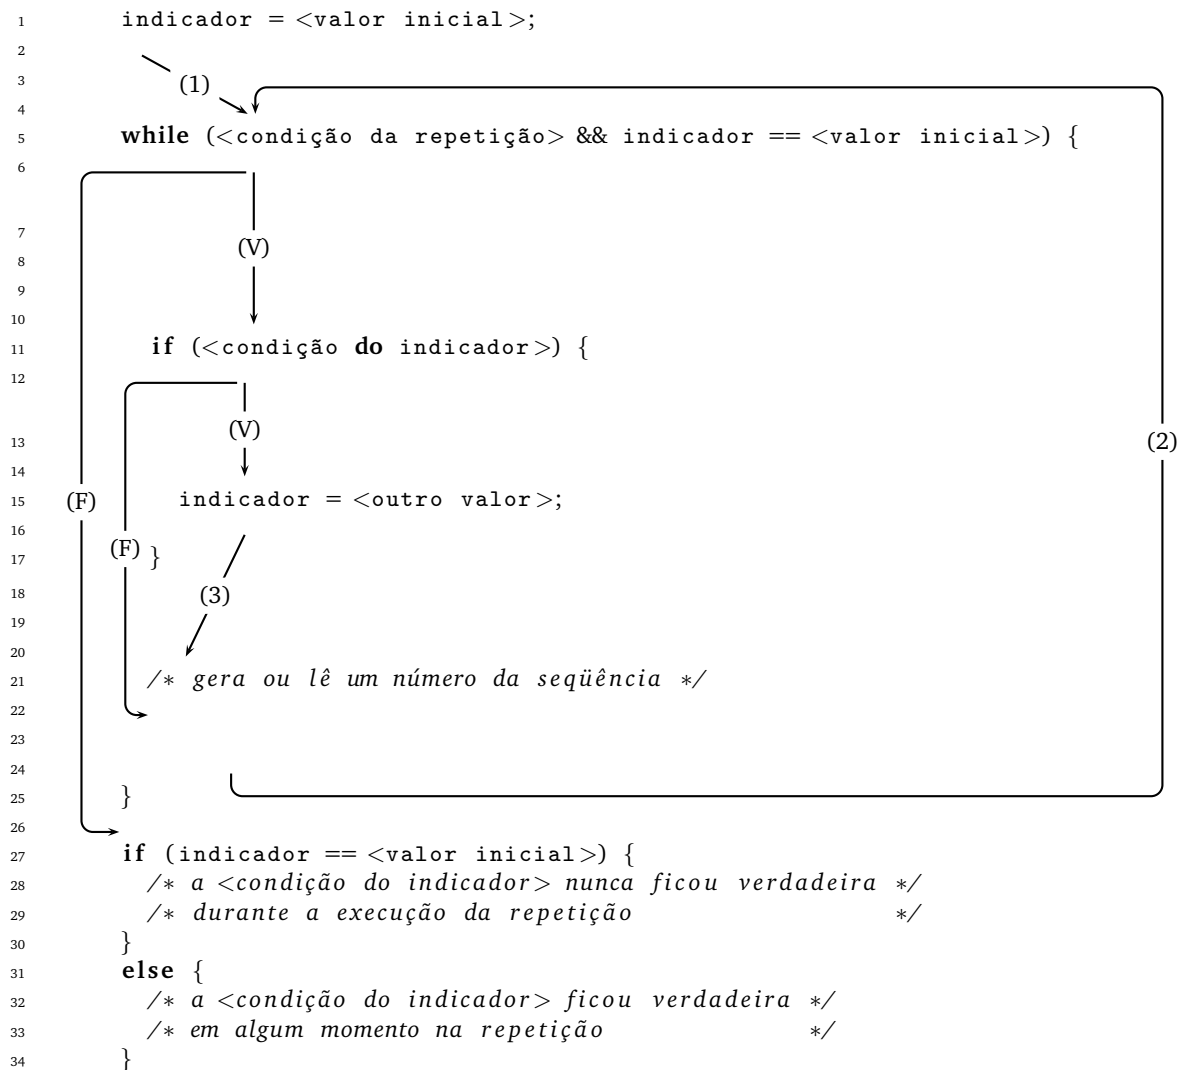 1 indicador = <valor inicial>;
2
(1)
3
4
5 while (<condição da repetição> && indicador == <valor inicial>) {
6
7
(V)
8
9
10
11 if (<condição do indicador>) {
12
(V)
13 (2)
14
15 (F) indicador = <outro valor>;
16
17 (F) }
18 (3)
19
20
21 /* gera ou lê um número da seqüência */
22
23
24
25 }
26
27 if (indicador == <valor inicial>) {
28 /* a <condição do indicador> nunca ficou verdadeira */
29 /* durante a execução da repetição */
30 }
31 else {
32 /* a <condição do indicador> ficou verdadeira */
33 /* em algum momento na repetição */
34 }